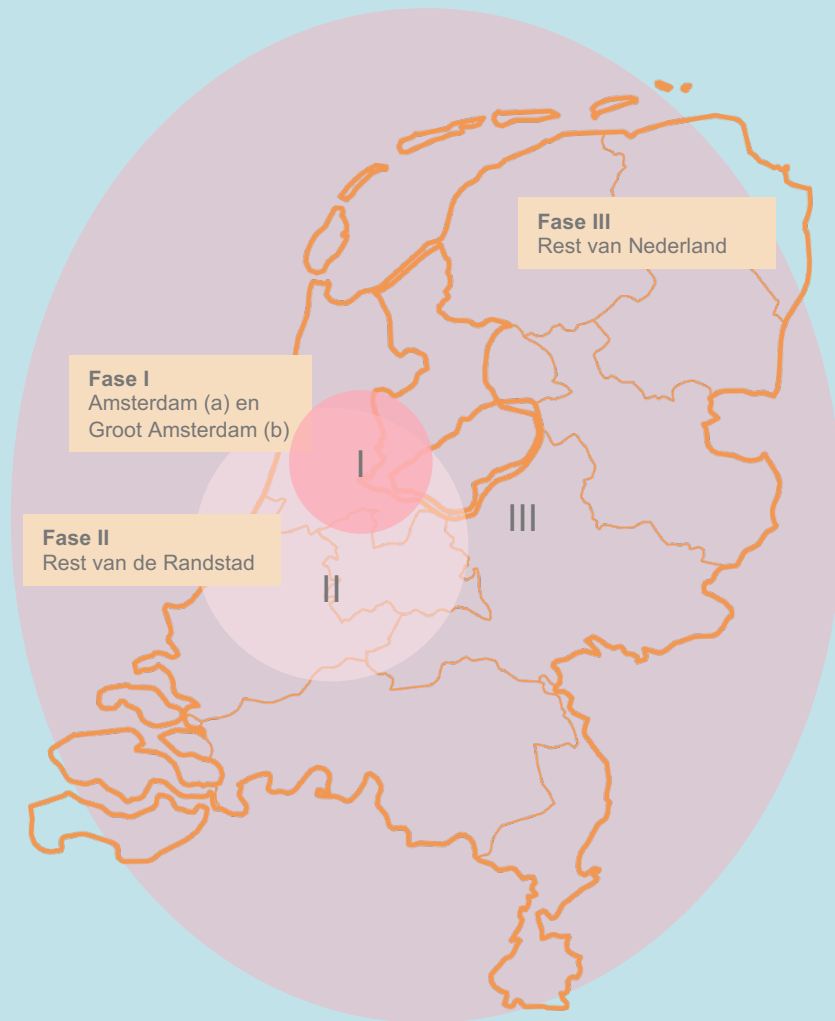 Fase III
Rest van Nederland
Fase I
Amsterdam (a) en
Groot Amsterdam (b)
I
III
Fase II
Rest van de Randstad
II